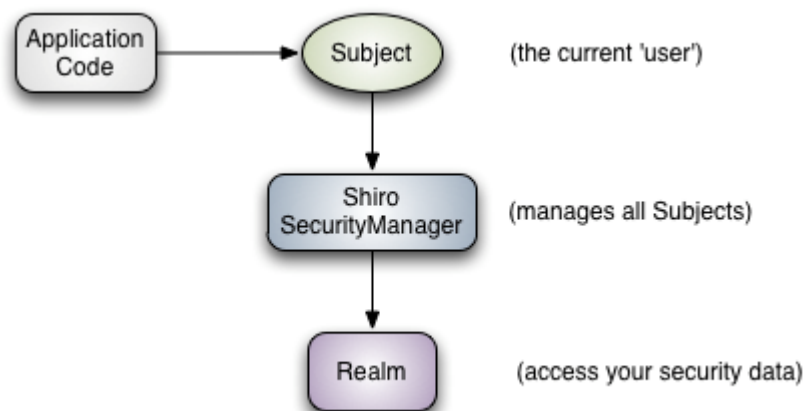 Application
Code
Subject
(the current 'user')
Shiro
SecurityManager
(manages all Subjects)
Realm
(access your security data)